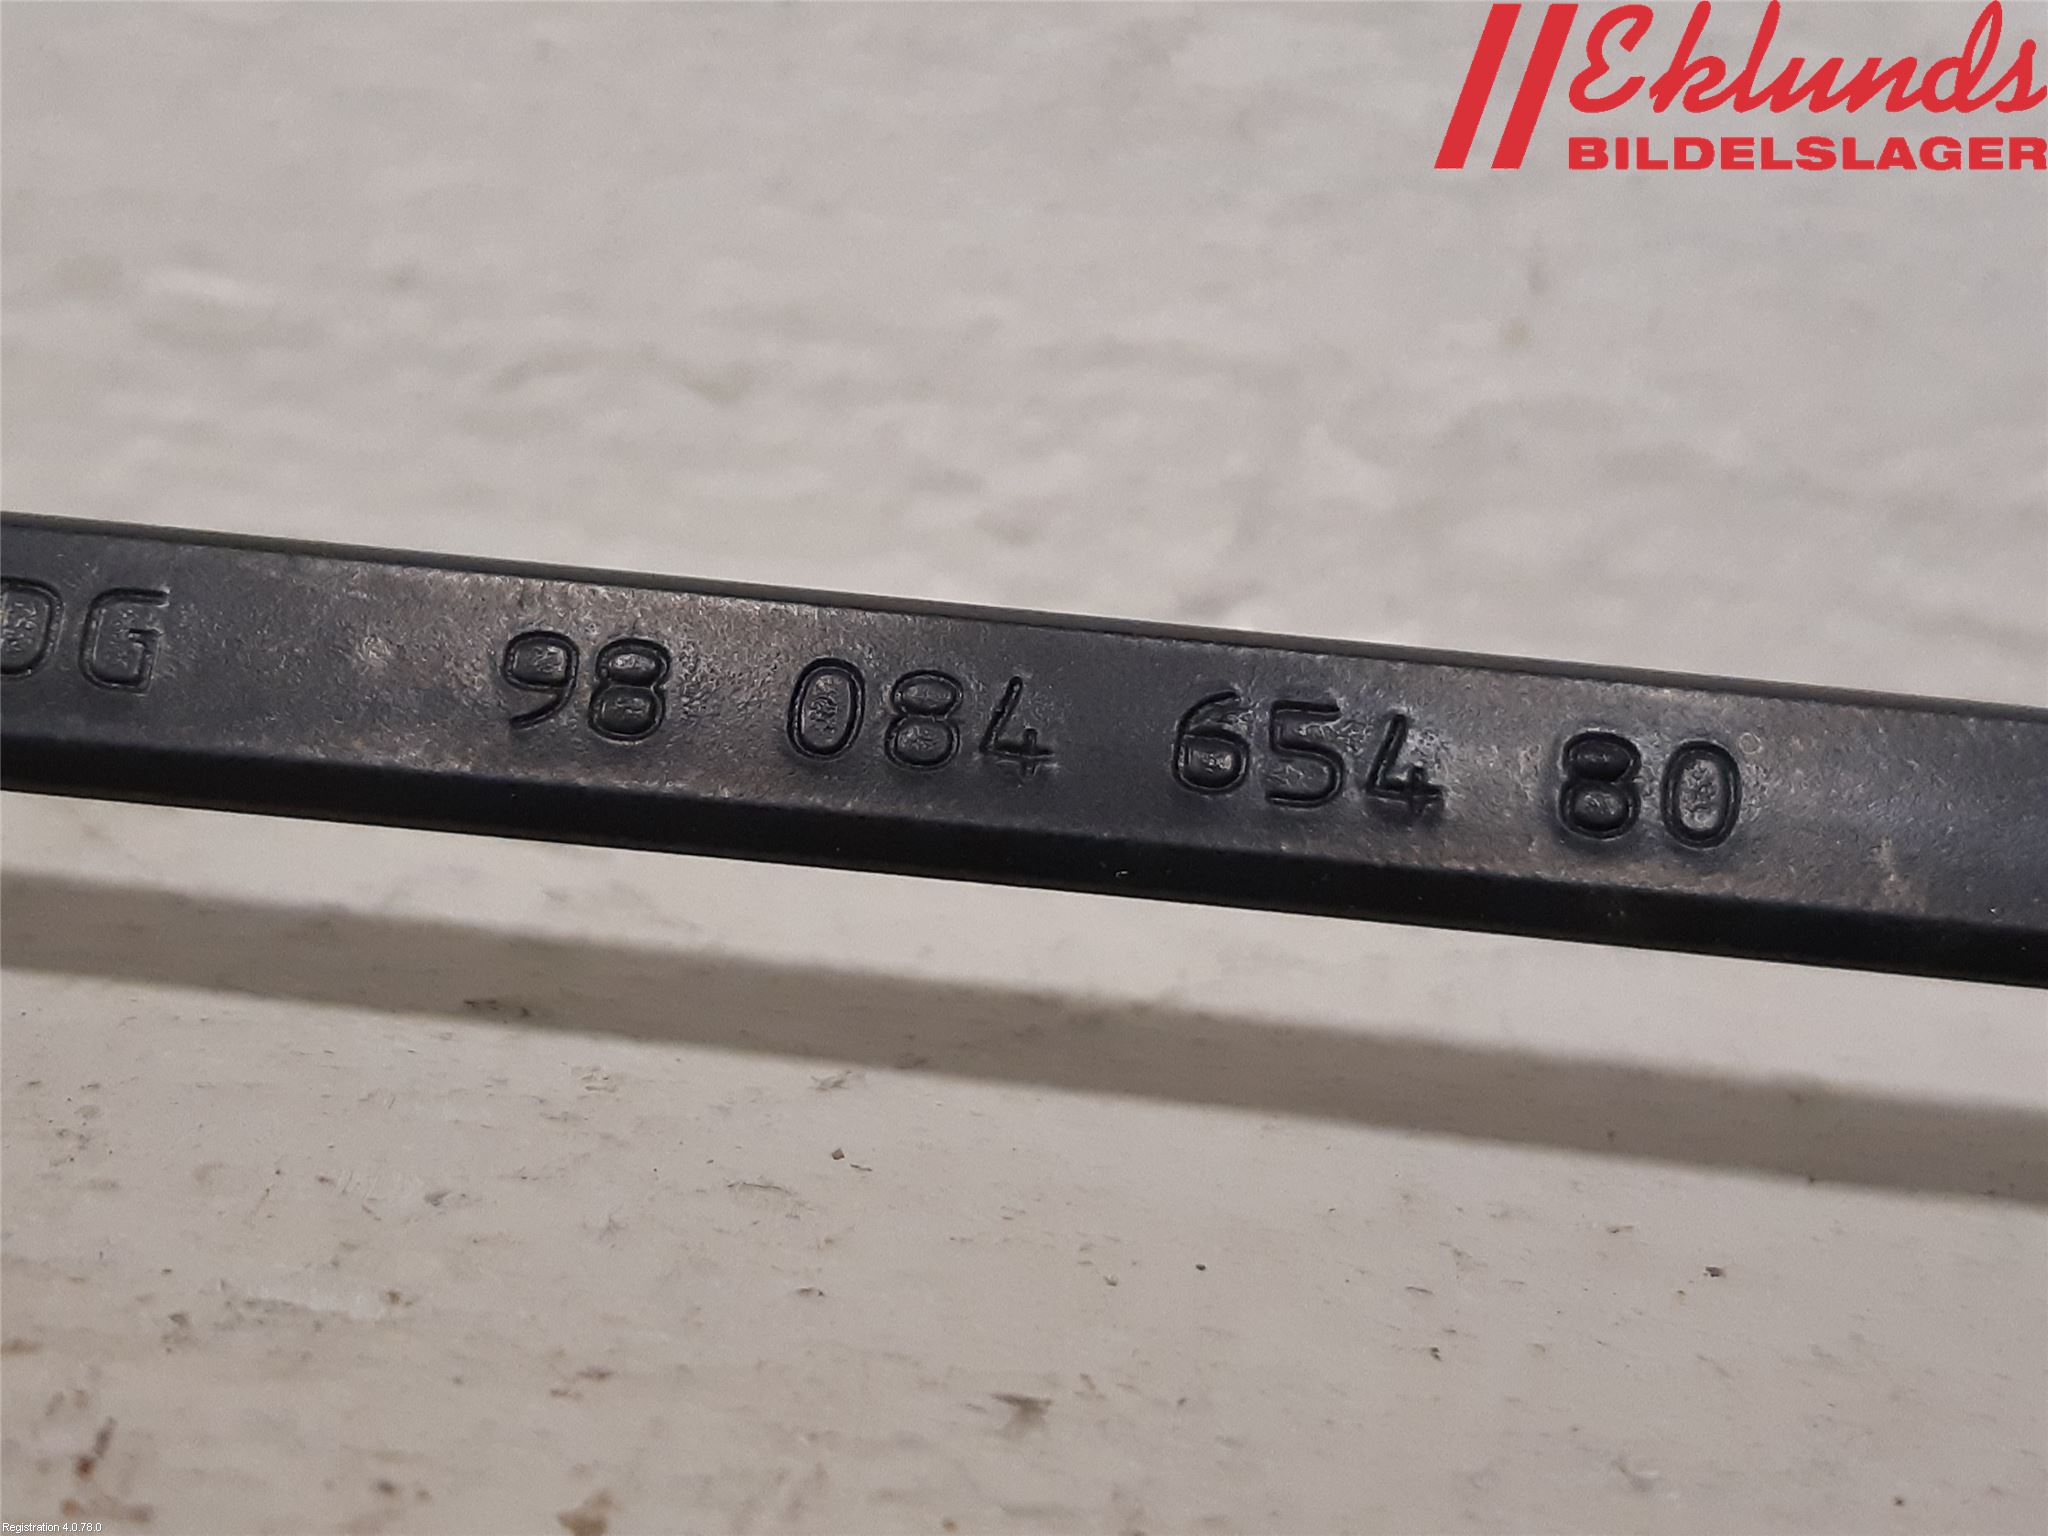 Eklunds
BILDELSLAGER
DG 98 084 654 80
Registration 4.0.78.0